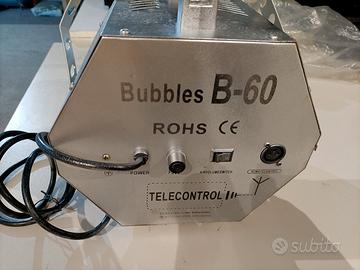 Bubbles B-60
ROHS CE
POWER
TELECONTROL
subito